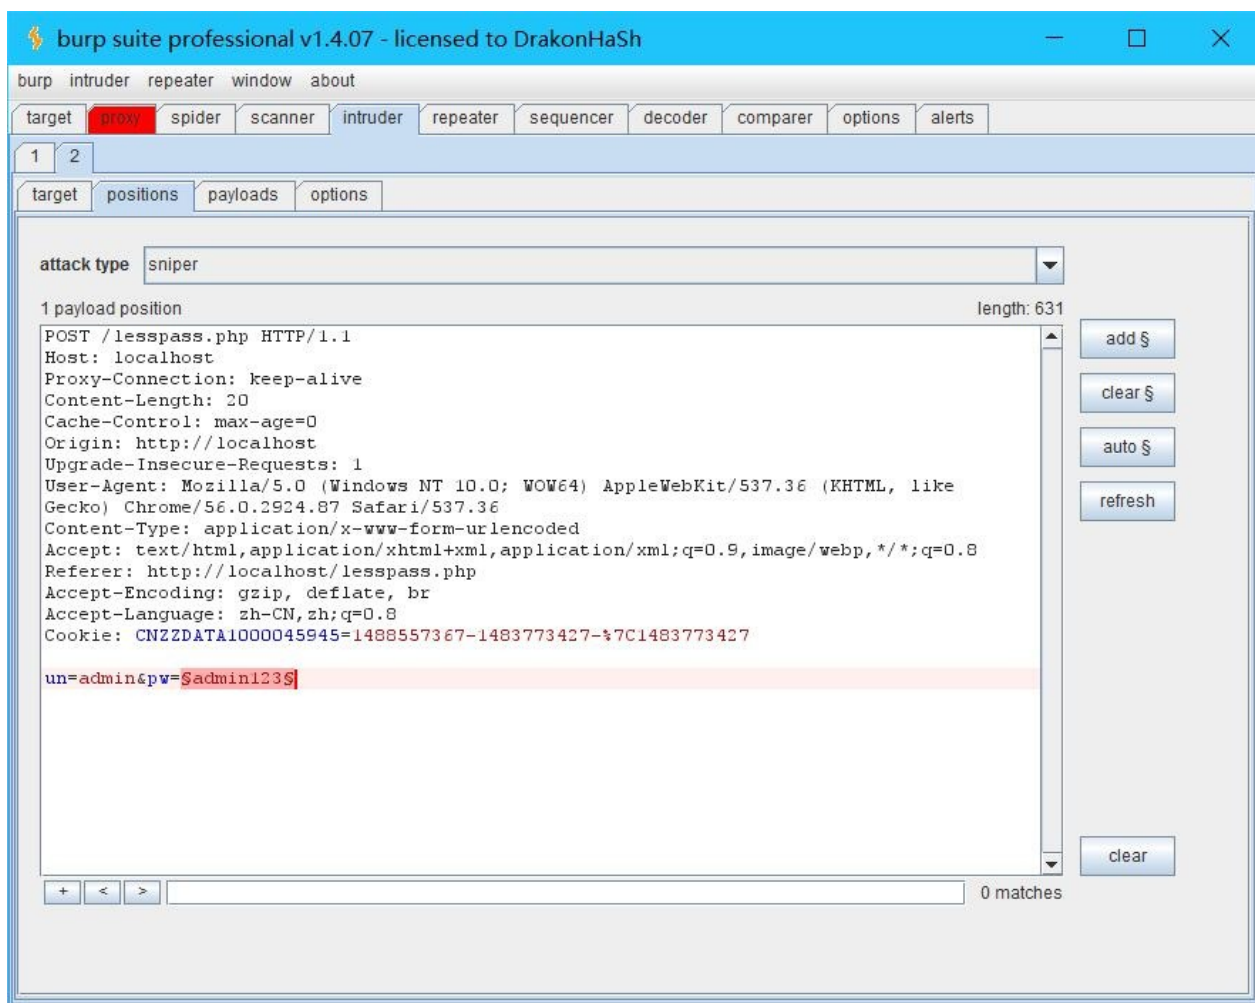 burp suite professional v1.4.07 - licensed to DrakonHaSh
burp intruder repeater window about
target proxy spider scanner intruder repeater sequencer decoder comparer options alerts
1 2
target positions payloads options
attack type sniper
1 payload position length: 631
POST /lesspass.php HTTP/1.1
Host: localhost
Proxy-Connection: keep-alive
Content-Length: 20
Cache-Control: max-age=0
Origin: http://localhost
Upgrade-Insecure-Requests: 1
User-Agent: Mozilla/5.0 (Windows NT 10.0; WOW64) AppleWebKit/537.36 (KHTML, like
Gecko) Chrome/56.0.2924.87 Safari/537.36
Content-Type: application/x-www-form-urlencoded
Accept: text/html,application/xhtml+xml,application/xml;q=0.9,image/webp,*/*;q=0.8
Referer: http://localhost/lesspass.php
Accept-Encoding: gzip, deflate, br
Accept-Language: zh-CN,zh;q=0.8
Cookie: CNZZDATA1000045945=1488557367-1483773427-%7C1483773427
un=admin&pw=§admin123§
add §
clear §
auto §
refresh
clear
+ < > 0 matches